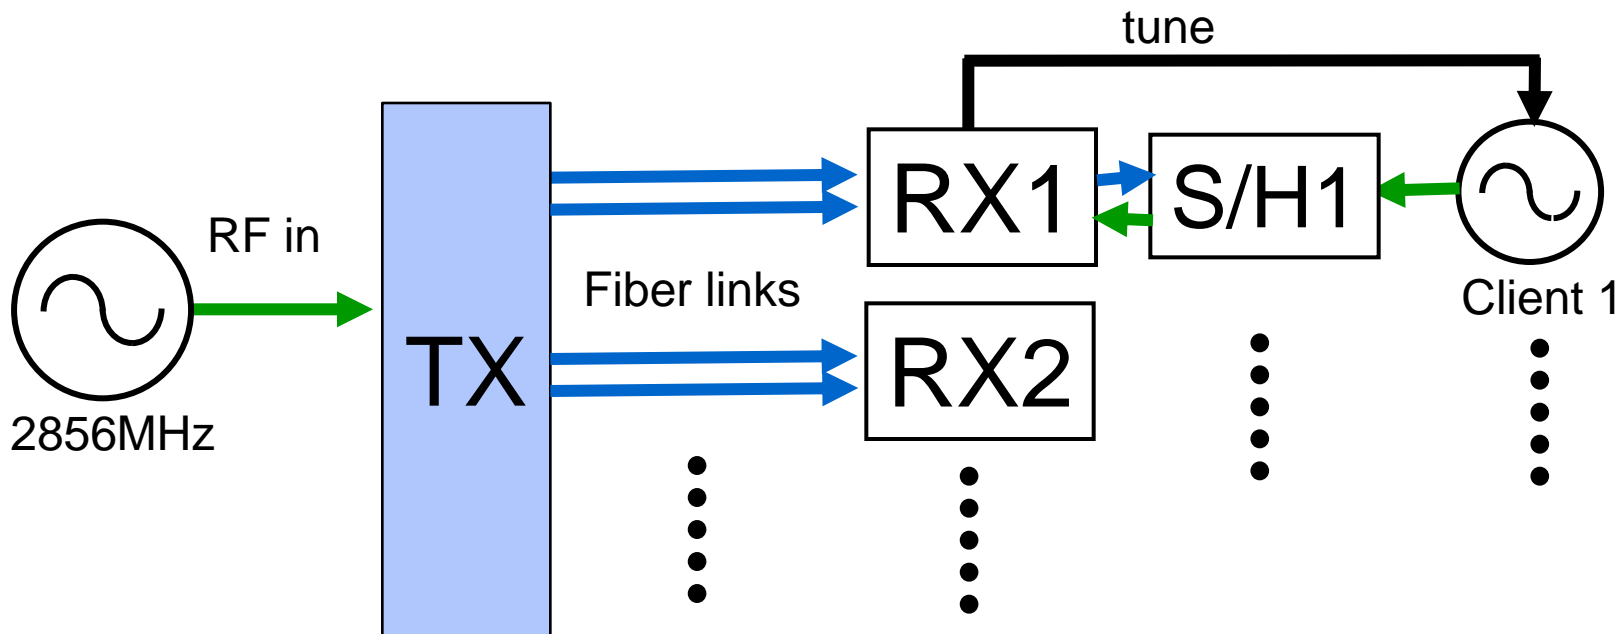 tune
RF in
2856MHz
TX
Fiber links
RX1
S/H1
Client 1
RX2